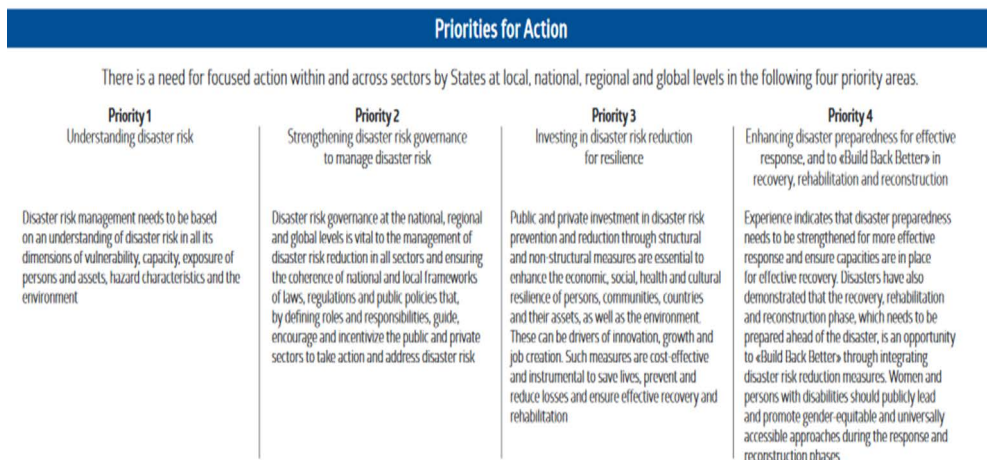 Priorities for Action
There is a need for focused action within and across sectors by States at local, national, regional and global levels in the following four priority areas.
Priority 1
Understanding disaster risk
Disaster risk management needs to be based
on an understanding of disaster risk in all its
dimensions of vulnerability, capacity, exposure of
persons and assets, hazard characteristics and the
environment
Priority 2
Strengthening disaster risk governance
to manage disaster risk
Disaster risk governance at the national, regional
and global levels is vital to the management of
disaster risk reduction in all sectors and ensuring
the coherence of national and local frameworks
of laws, regulations and public policies that,
by defining roles and responsibilities, guide,
encourage and incentivize the public and private
sectors to take action and address disaster risk
Priority 3
Investing in disaster risk reduction
for resilience
Public and private investment in disaster risk
prevention and reduction through structural
and non-structural measures are essential to
enhance the economic, social, health and cultural
resilience of persons, communities, countries
and their assets, as well as the environment.
These can be drivers of innovation, growth and
job creation. Such measures are cost-effective
and instrumental to save lives, prevent and
reduce losses and ensure effective recovery and
rehabilitation
Priority 4
Enhancing disaster preparedness for effective
response, and to «Build Back Better» in
recovery, rehabilitation and reconstruction
Experience indicates that disaster preparedness
needs to be strengthened for more effective
response and ensure capacities are in place
for effective recovery. Disasters have also
demonstrated that the recovery, rehabilitation
and reconstruction phase, which needs to be
prepared ahead of the disaster, is an opportunity
to «Build Back Better» through integrating
disaster risk reduction measures. Women and
persons with disabilities should publicly lead
and promote gender-equitable and universally
accessible approaches during the response and
reconstruction phases